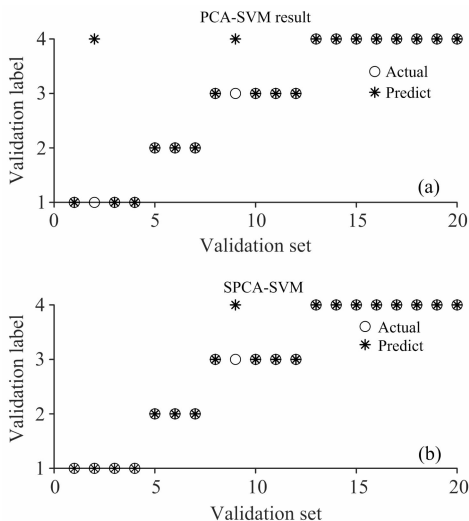 PCA-SVM result
4
3
2
1
Validation label
○ Actual
✳ Predict
(a)
0 5 10 15 20
Validation set
SPCA-SVM
4
3
2
1
Validation label
○ Actual
✳ Predict
(b)
0 5 10 15 20
Validation set